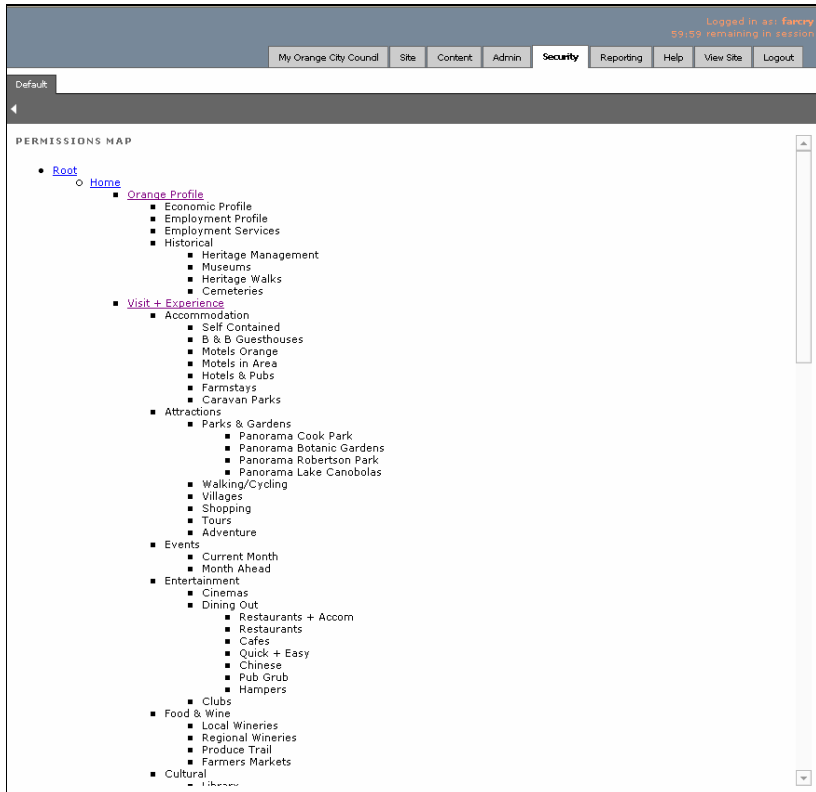 Logged in as: farcry
59:59 remaining in session
My Orange City Council Site Content Admin Security Reporting Help View Site Logout
Default
PERMISSIONS MAP
Root
Home
Orange Profile
Economic Profile
Employment Profile
Employment Services
Historical
Heritage Management
Museums
Heritage Walks
Cemeteries
Visit + Experience
Accommodation
Self Contained
B & B Guesthouses
Motels Orange
Motels in Area
Hotels & Pubs
Farmstays
Caravan Parks
Attractions
Parks & Gardens
Panorama Cook Park
Panorama Botanic Gardens
Panorama Robertson Park
Panorama Lake Canobolas
Walking/Cycling
Villages
Shopping
Tours
Adventure
Events
Current Month
Month Ahead
Entertainment
Cinemas
Dining Out
Restaurants + Accom
Restaurants
Cafes
Quick + Easy
Chinese
Pub Grub
Hampers
Clubs
Food & Wine
Local Wineries
Regional Wineries
Produce Trail
Farmers Markets
Cultural
Library